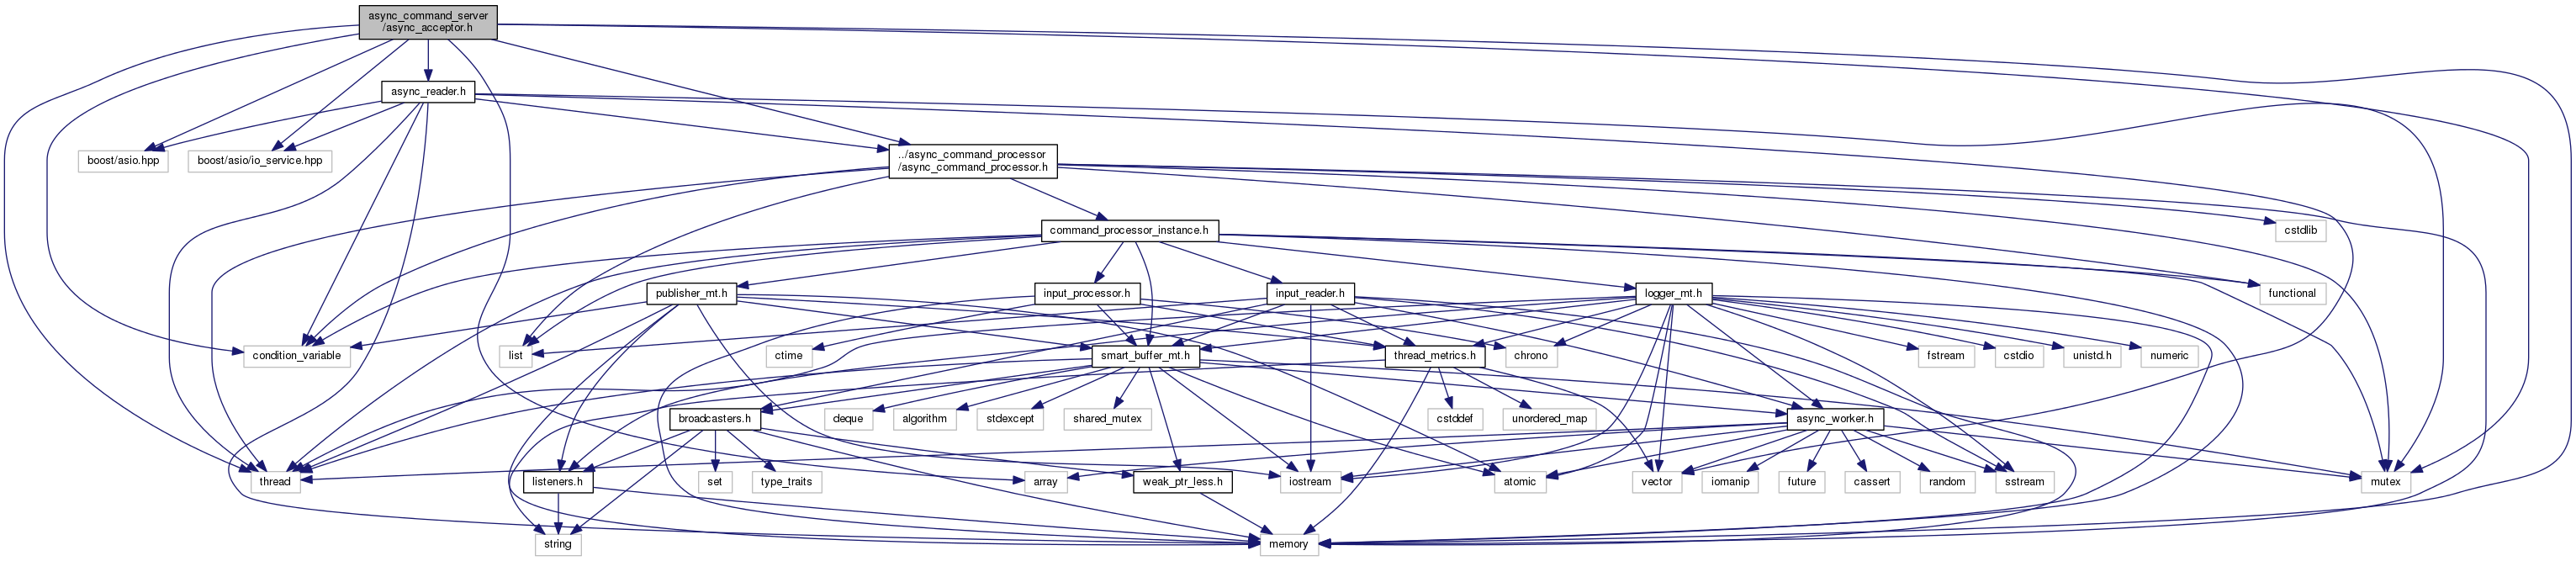 async_command_server
/async_acceptor.h
async_reader.h
boost/asio.hpp
boost/asio/io_service.hpp
../async_command_processor
/async_command_processor.h
command_processor_instance.h
cstdlib
publisher_mt.h
input_processor.h
input_reader.h
logger_mt.h
functional
condition_variable
list
ctime
smart_buffer_mt.h
thread_metrics.h
chrono
fstream
cstdio
unistd.h
numeric
broadcasters.h
deque
algorithm
stdexcept
shared_mutex
cstddef
unordered_map
async_worker.h
thread
listeners.h
set
type_traits
array
weak_ptr_less.h
iostream
atomic
vector
iomanip
future
cassert
random
sstream
mutex
string
memory